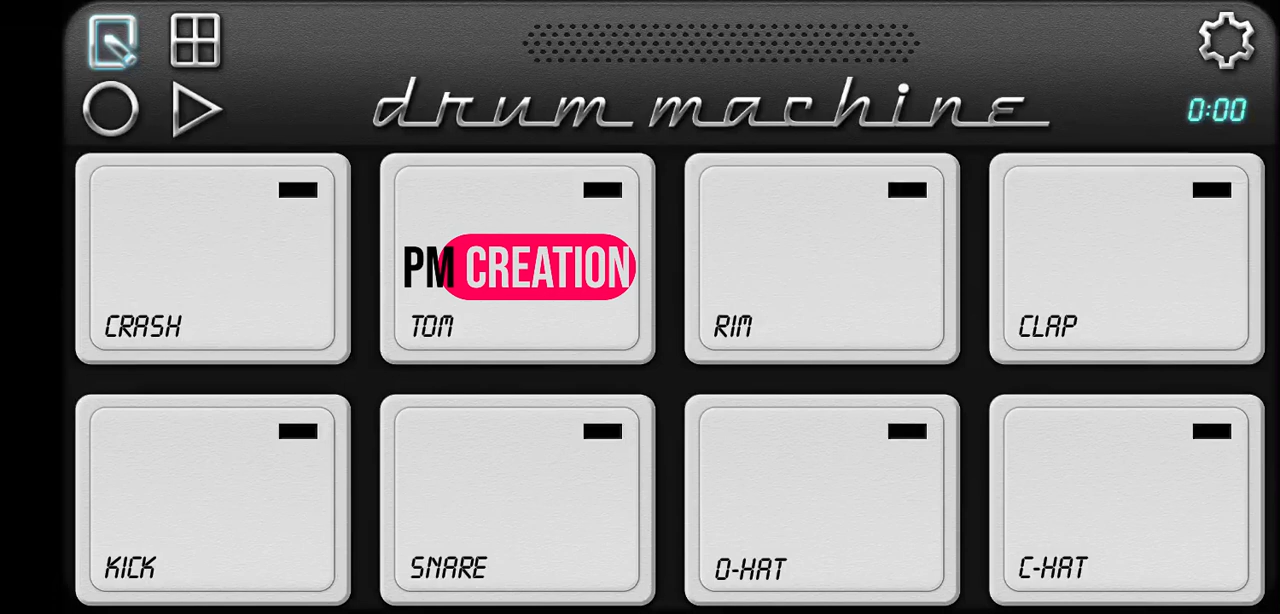 drum machine
0:00
PM CREATION
CRASH
TOM
RIM
CLAP
KICK
SNARE
O-HAT
C-HAT